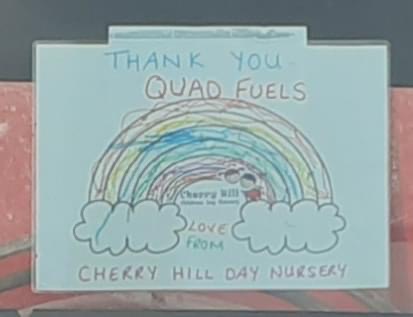 THANK YOU
QUAD FUELS
Cherry Hill
LOVE
FROM
CHERRY HILL DAY NURSERY